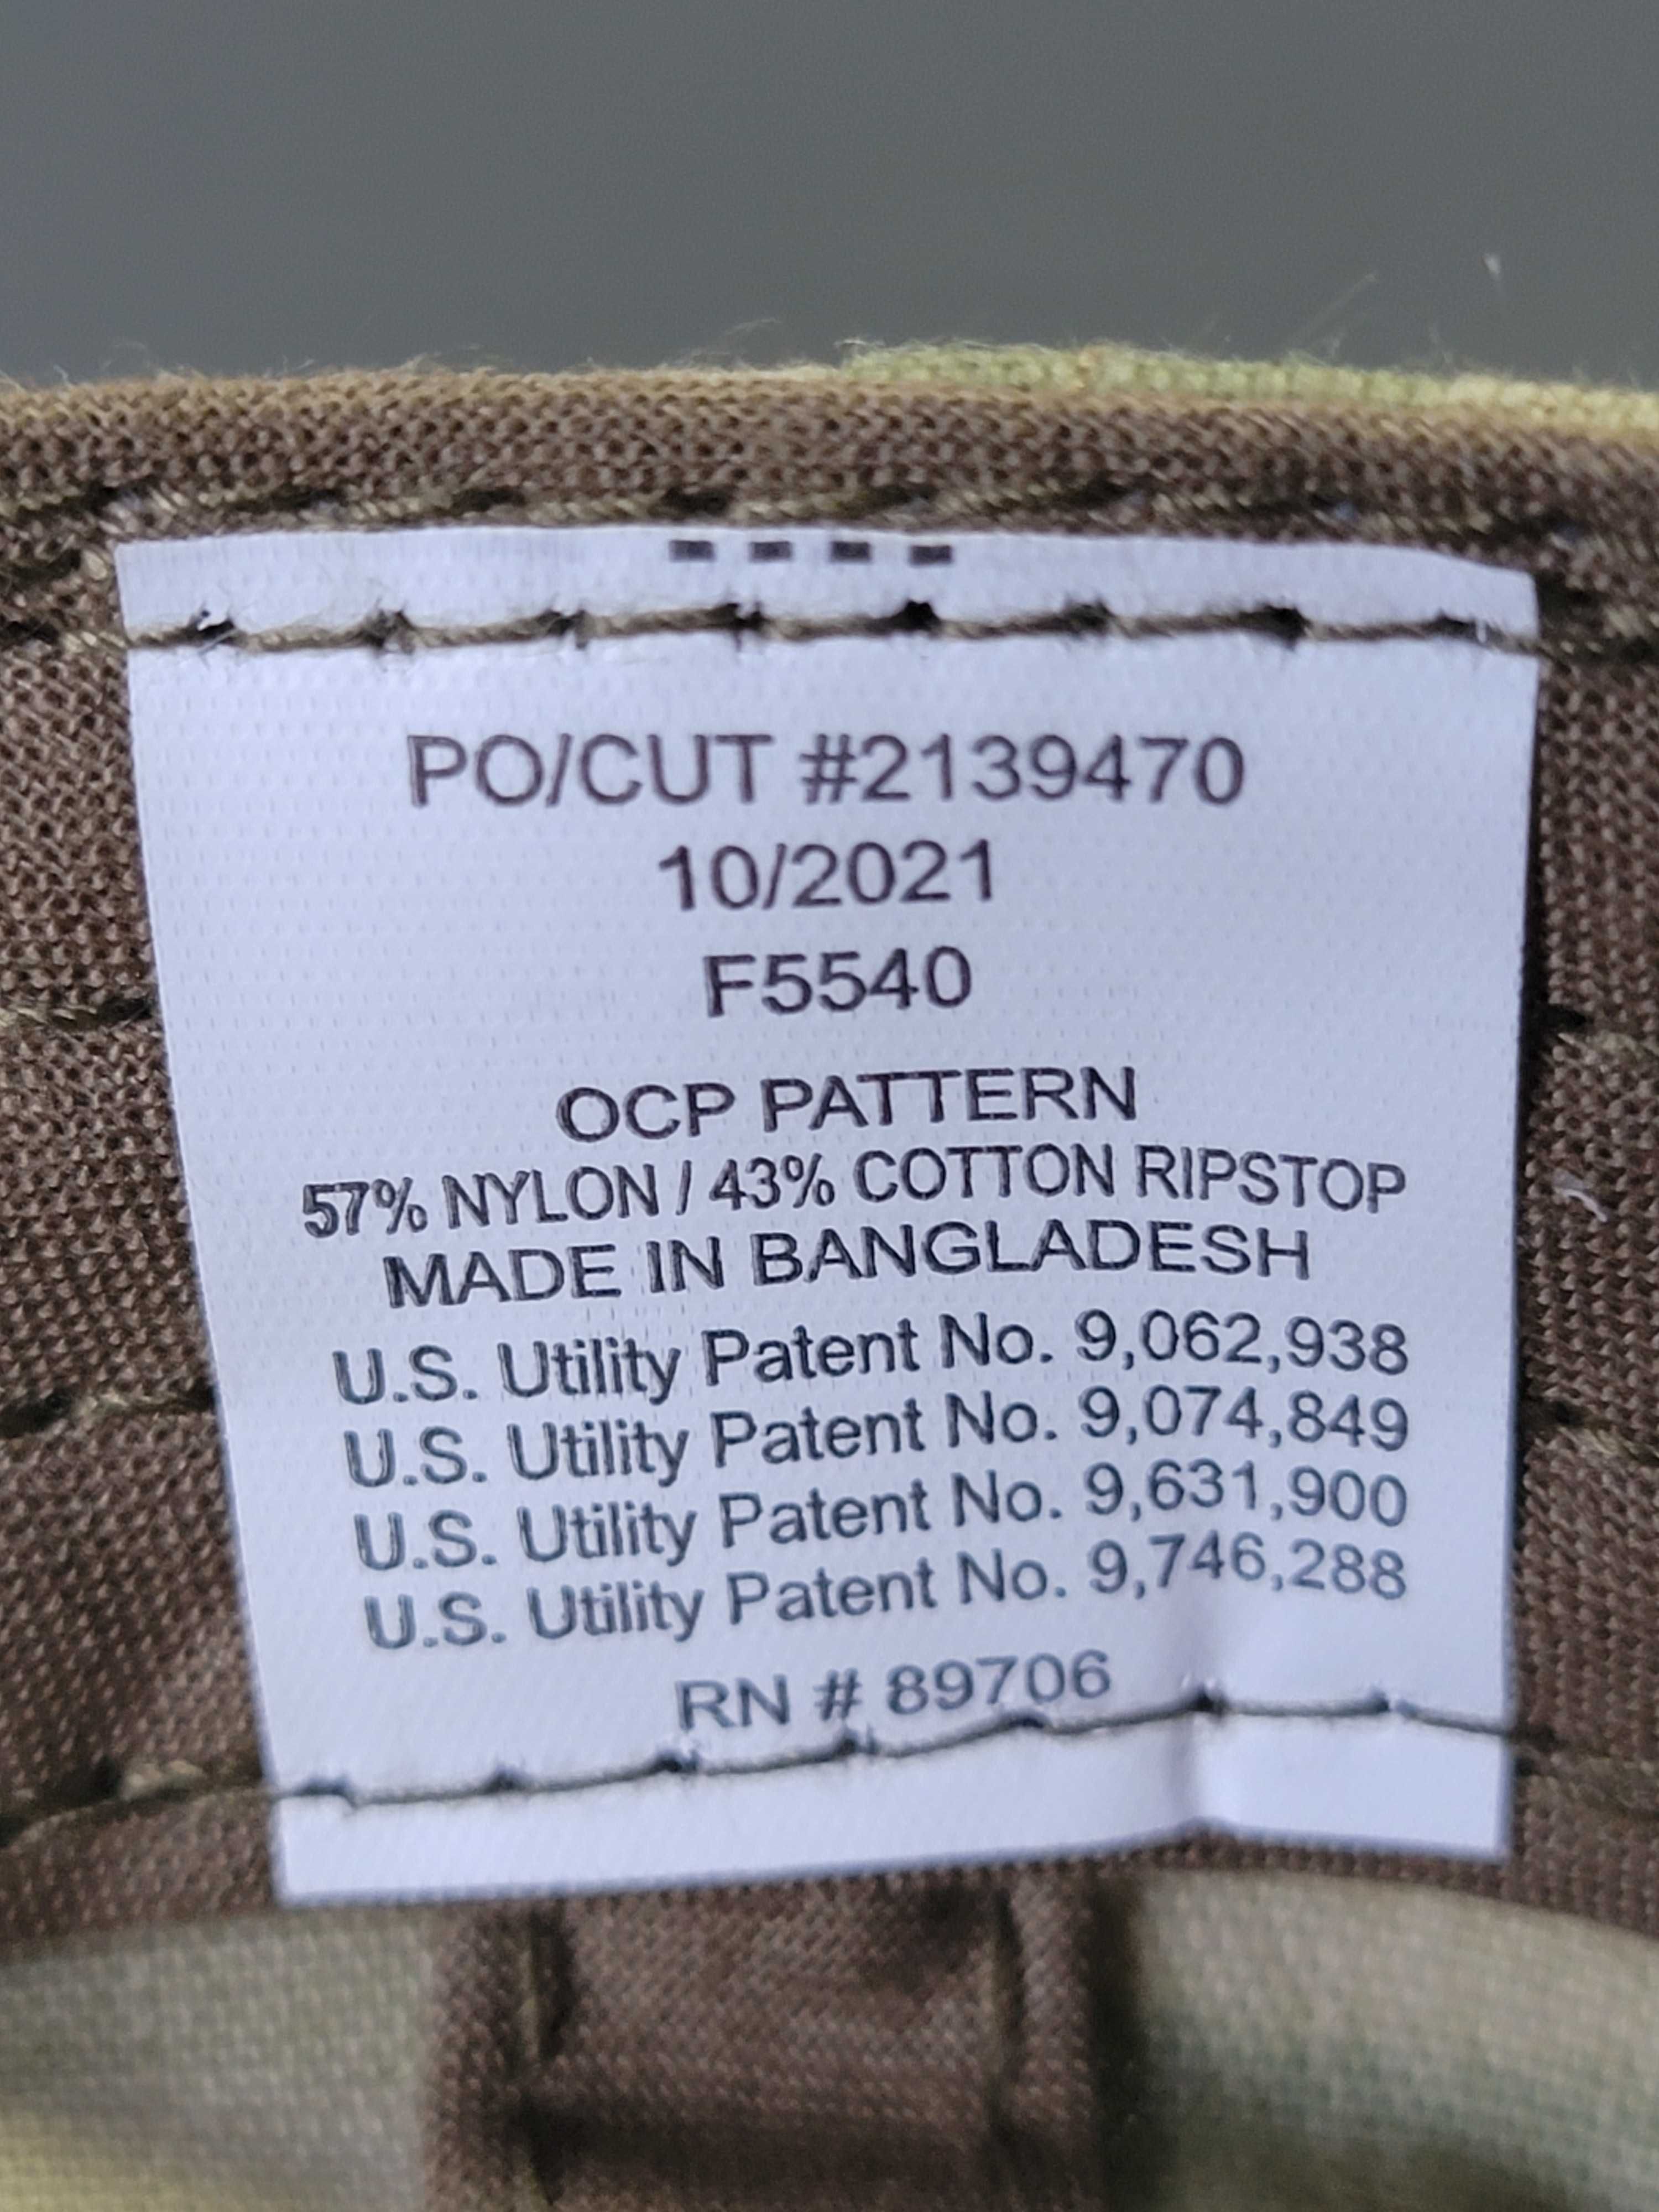 PO/CUT #2139470
10/2021
F5540
OCP PATTERN
57% NYLON / 43% COTTON RIPSTOP
MADE IN BANGLADESH
U.S. Utility Patent No. 9,062,938
U.S. Utility Patent No. 9,074,849
U.S. Utility Patent No. 9,631,900
U.S. Utility Patent No. 9,746,288
RN # 89706